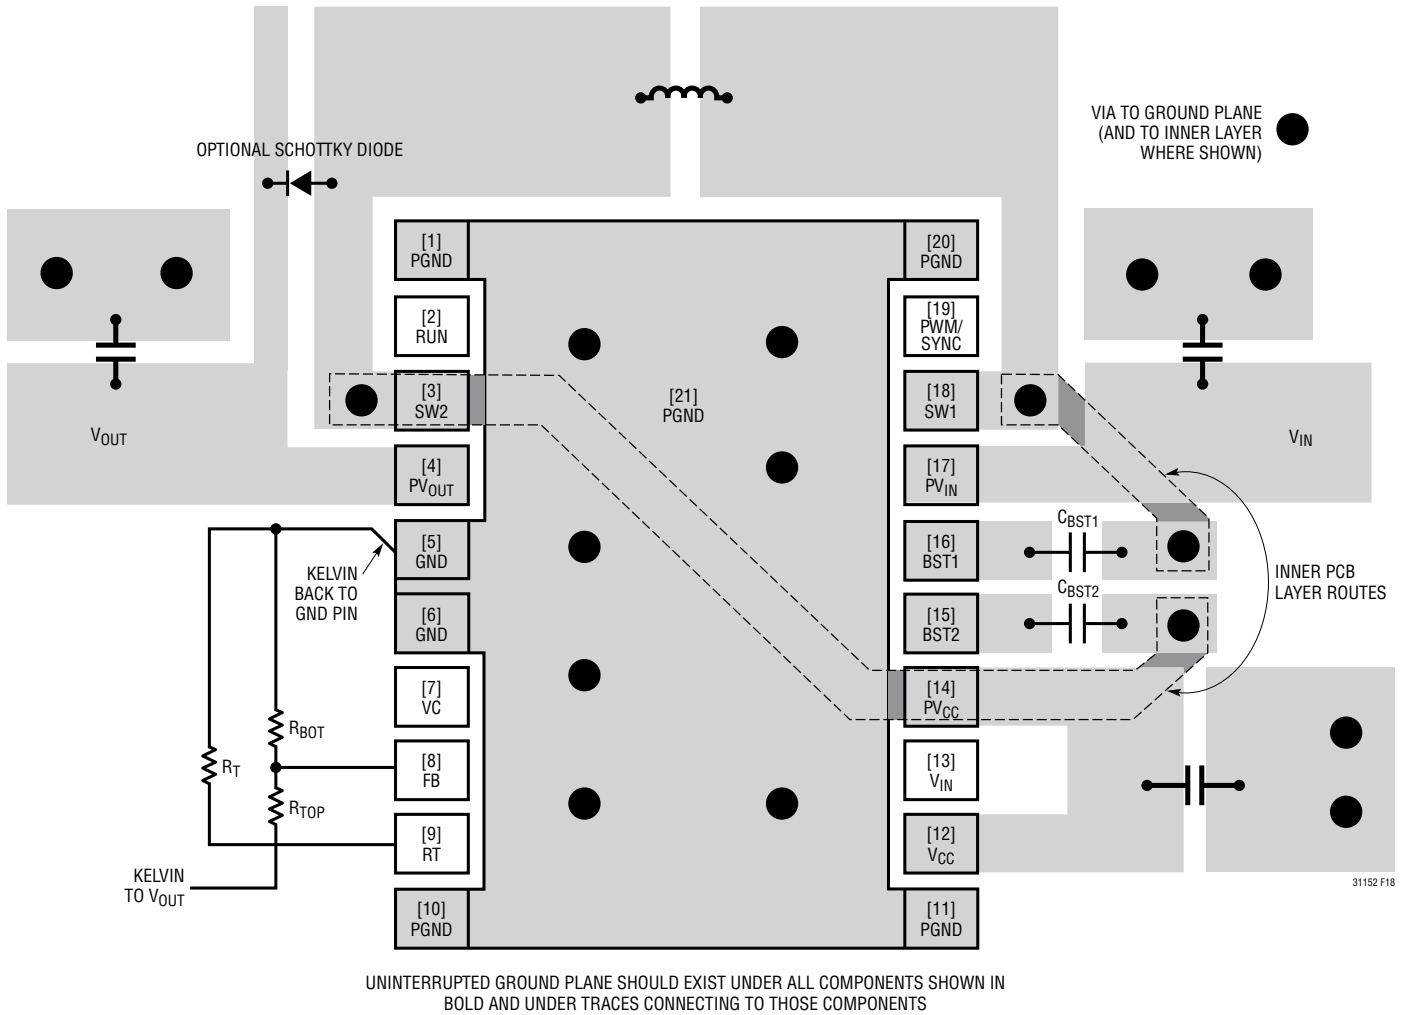 VIA TO GROUND PLANE
(AND TO INNER LAYER
WHERE SHOWN)
OPTIONAL SCHOTTKY DIODE
[1]
PGND
[20]
PGND
[2]
RUN
[19]
PWM/
SYNC
[3]
SW2
[21]
PGND
[18]
SW1
VOUT
VIN
[4]
PVOUT
[17]
PVIN
[5]
GND
[16]
BST1
CBST1
KELVIN
BACK TO
GND PIN
INNER PCB
LAYER ROUTES
[6]
GND
[15]
BST2
CBST2
[7]
VC
[14]
PVCC
RBOT
RT
[8]
FB
[13]
VIN
RTOP
[9]
RT
[12]
VCC
KELVIN
TO VOUT
31152 F18
[10]
PGND
[11]
PGND
UNINTERRUPTED GROUND PLANE SHOULD EXIST UNDER ALL COMPONENTS SHOWN IN
BOLD AND UNDER TRACES CONNECTING TO THOSE COMPONENTS